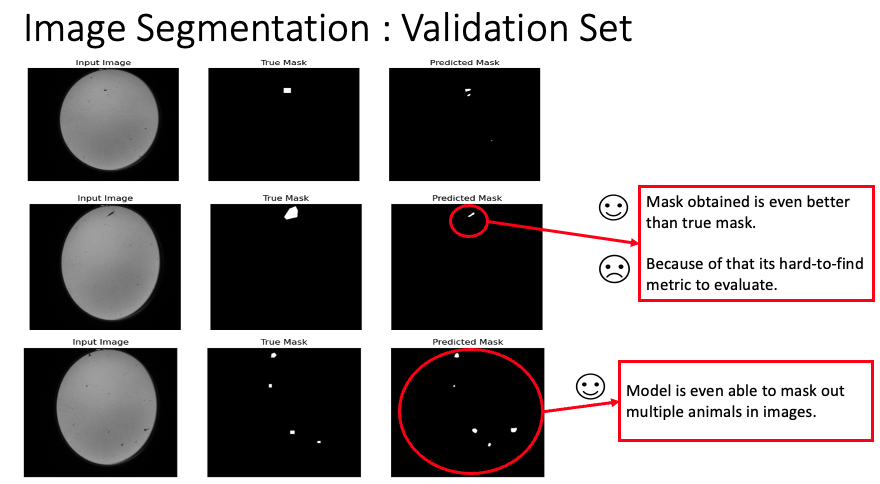 Image Segmentation : Validation Set
Input Image
True Mask
Predicted Mask
Input Image
True Mask
Predicted Mask
Mask obtained is even better
than true mask.
Because of that its hard-to-find
metric to evaluate.
Input Image
True Mask
Predicted Mask
Model is even able to mask out
multiple animals in images.